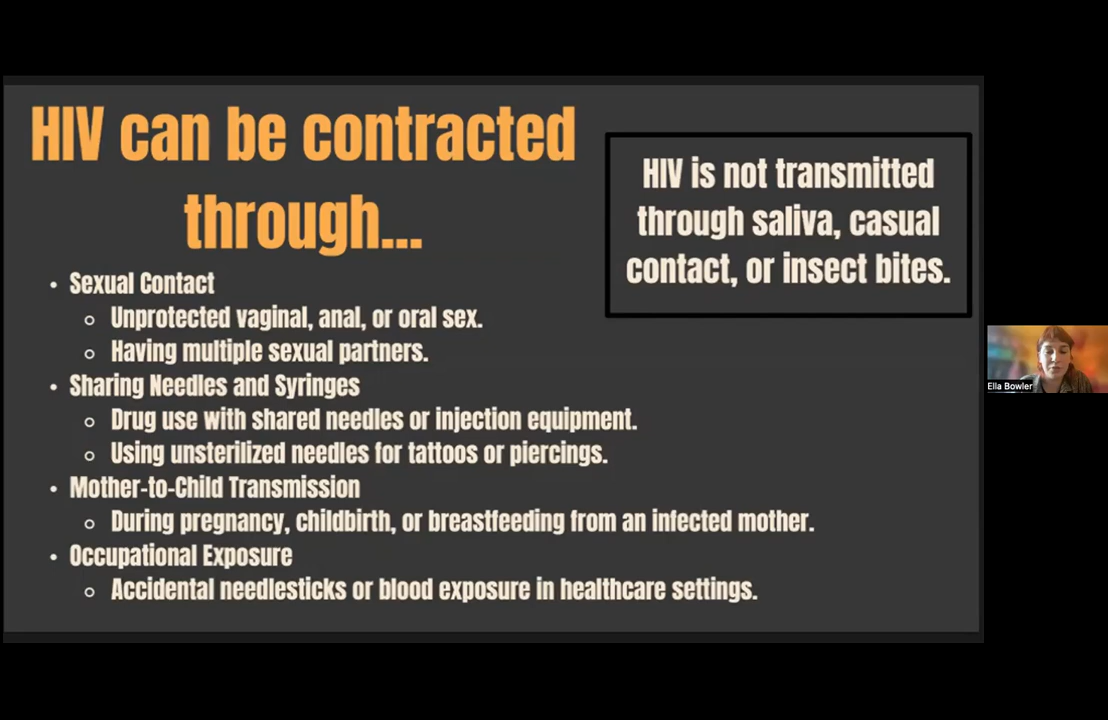 HIV can be contracted
through...
HIV is not transmitted
through saliva, casual
contact, or insect bites.
• Sexual Contact
○ Unprotected vaginal, anal, or oral sex.
○ Having multiple sexual partners.
• Sharing Needles and Syringes
○ Drug use with shared needles or injection equipment.
○ Using unsterilized needles for tattoos or piercings.
• Mother-to-Child Transmission
○ During pregnancy, childbirth, or breastfeeding from an infected mother.
• Occupational Exposure
○ Accidental needlesticks or blood exposure in healthcare settings.
Ella Bowler